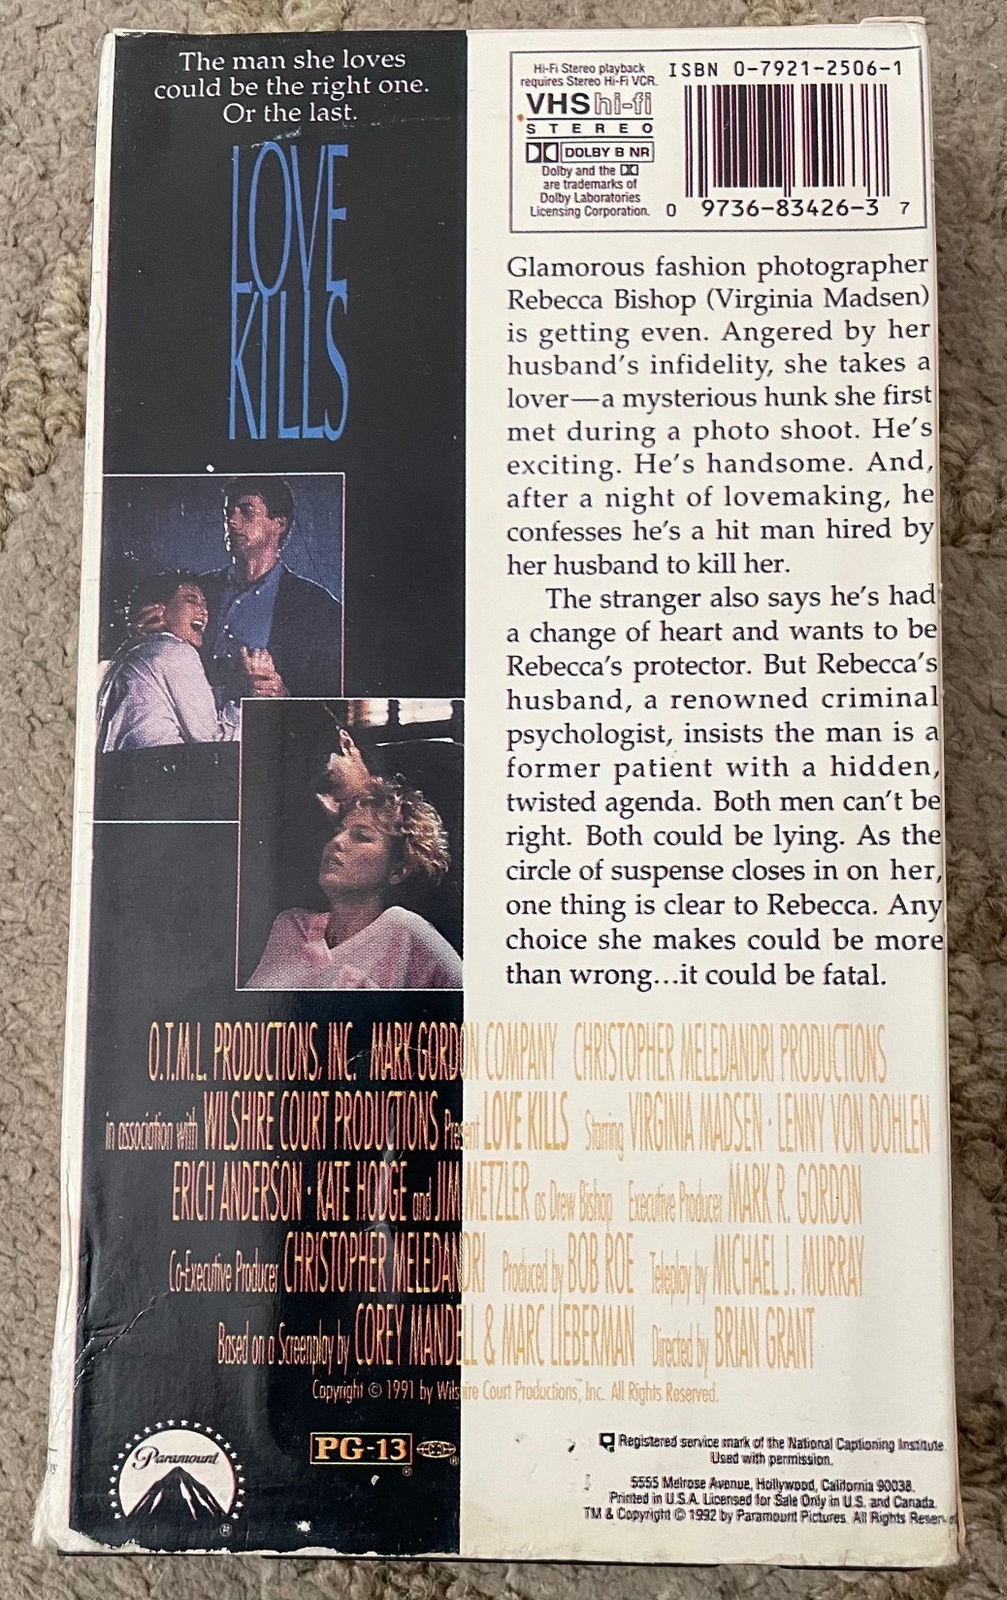 The man she loves
could be the right one.
Or the last.
LOVE
KILLS
Hi-Fi Stereo playback
requires Stereo Hi-Fi VCR.
VHS hi-fi
STEREO
DOLBY B NR
Dolby and the
are trademarks of
Dolby Laboratories
Licensing Corporation.
ISBN 0-7921-2506-1
0 9736-83426-3 7
Glamorous fashion photographer
Rebecca Bishop (Virginia Madsen)
is getting even. Angered by her
husband's infidelity, she takes a
lover—a mysterious hunk she first
met during a photo shoot. He's
exciting. He's handsome. And,
after a night of lovemaking, he
confesses he's a hit man hired by
her husband to kill her.
The stranger also says he's had
a change of heart and wants to be
Rebecca's protector. But Rebecca's
husband, a renowned criminal
psychologist, insists the man is a
former patient with a hidden,
twisted agenda. Both men can't be
right. Both could be lying. As the
circle of suspense closes in on her,
one thing is clear to Rebecca. Any
choice she makes could be more
than wrong...it could be fatal.
O.T.M.L. PRODUCTIONS, INC. MARK GORDON COMPANY CHRISTOPHER MELEDANDRI PRODUCTIONS
in association with WILSHIRE COURT PRODUCTIONS Present LOVE KILLS Starring VIRGINIA MADSEN · LENNY VON DOHLEN
ERICH ANDERSON · KATE HODGE and JIM METZLER as Drew Bishop Executive Producer MARK R. GORDON
Co-Executive Producer CHRISTOPHER MELEDANDRI Produced by BOB ROE Teleplay by MICHAEL J. MURRAY
Based on a Screenplay by COREY MANDELL & MARC LIEBERMAN Directed by BRIAN GRANT
Copyright © 1991 by Wilshire Court Productions, Inc. All Rights Reserved.
Paramount
®
PG-13
®
®
Registered service mark of the National Captioning Institute.
Used with permission.
5555 Melrose Avenue, Hollywood, California 90038.
Printed in U.S.A. Licensed for Sale Only in U.S. and Canada.
TM & Copyright © 1992 by Paramount Pictures. All Rights Reser